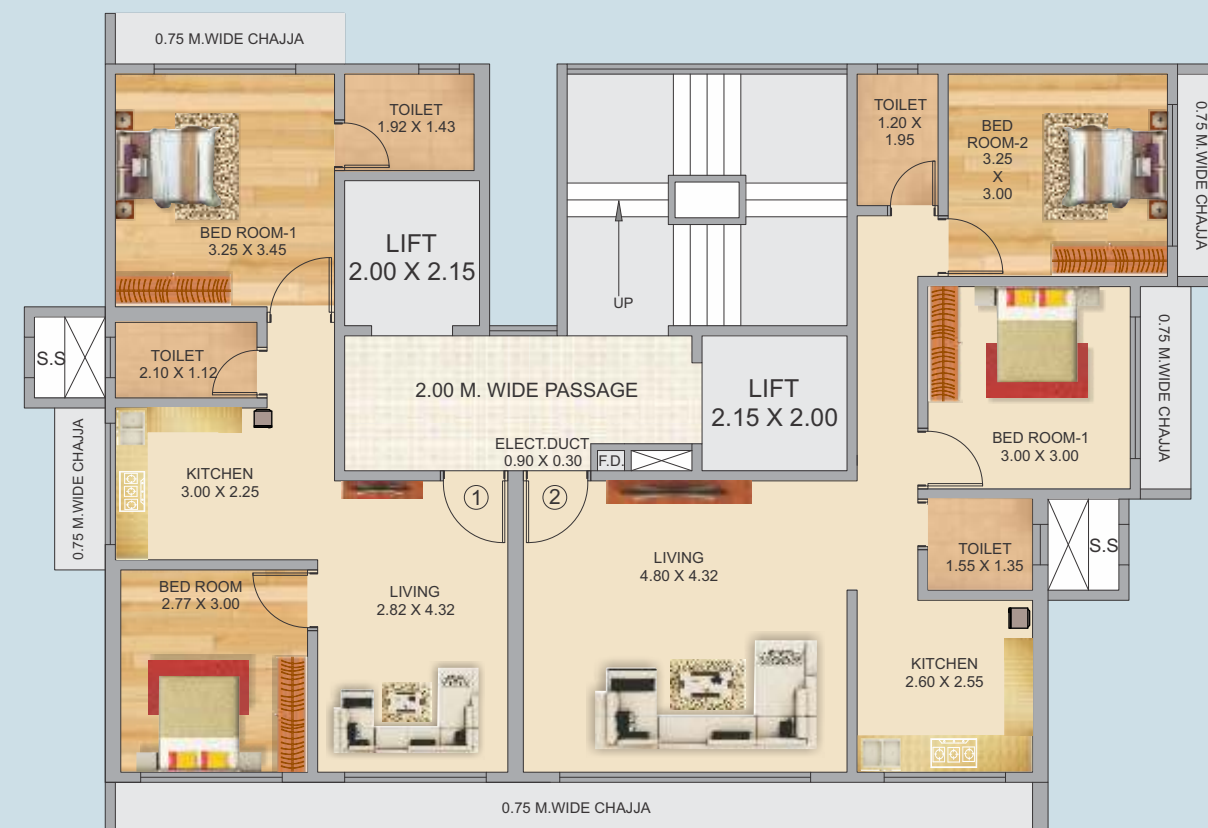 0.75 M.WIDE CHAJJA
TOILET
1.92 X 1.43
BED ROOM-1
3.25 X 3.45
LIFT
2.00 X 2.15
UP
TOILET
1.20 X
1.95
BED
ROOM-2
3.25
X
3.00
0.75 M.WIDE CHAJJA
S.S
TOILET
2.10 X 1.12
2.00 M. WIDE PASSAGE
LIFT
2.15 X 2.00
0.75 M.WIDE CHAJJA
BED ROOM-1
3.00 X 3.00
0.75 M.WIDE CHAJJA
KITCHEN
3.00 X 2.25
ELECT.DUCT
0.90 X 0.30
F.D.
1
2
BED ROOM
2.77 X 3.00
LIVING
2.82 X 4.32
LIVING
4.80 X 4.32
TOILET
1.55 X 1.35
S.S
KITCHEN
2.60 X 2.55
0.75 M.WIDE CHAJJA